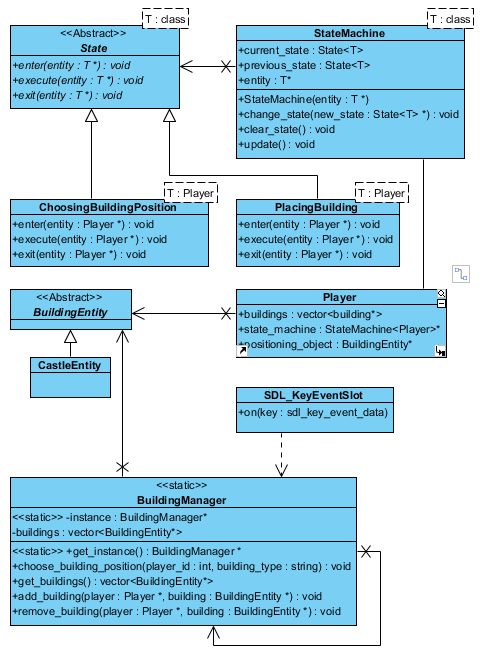 T : class
<<Abstract>>
State
+enter(entity : T *) : void
+execute(entity : T *) : void
+exit(entity : T *) : void
T : class
StateMachine
+current_state : State<T>
+previous_state : State<T>
+entity : T*
+StateMachine(entity : T *)
+change_state(new_state : State<T> *) : void
+clear_state() : void
+update() : void
T : Player
ChoosingBuildingPosition
+enter(entity : Player *) : void
+execute(entity : Player *) : void
+exit(entity : Player *) : void
T : Player
PlacingBuilding
+enter(entity : Player *) : void
+execute(entity : Player *) : void
+exit(entity : Player *) : void
<<Abstract>>
BuildingEntity
Player
+buildings : vector<building*>
+state_machine : StateMachine<Player>*
+positioning_object : BuildingEntity*
CastleEntity
SDL_KeyEventSlot
+on(key : sdl_key_event_data)
<<static>>
BuildingManager
<<static>> -instance : BuildingManager*
-buildings : vector<BuildingEntity*>
<<static>> +get_instance() : BuildingManager *
+choose_building_position(player_id : int, building_type : string) : void
+get_buildings() : vector<BuildingEntity*>
+add_building(player : Player *, building : BuildingEntity *) : void
+remove_building(player : Player *, building : BuildingEntity *) : void